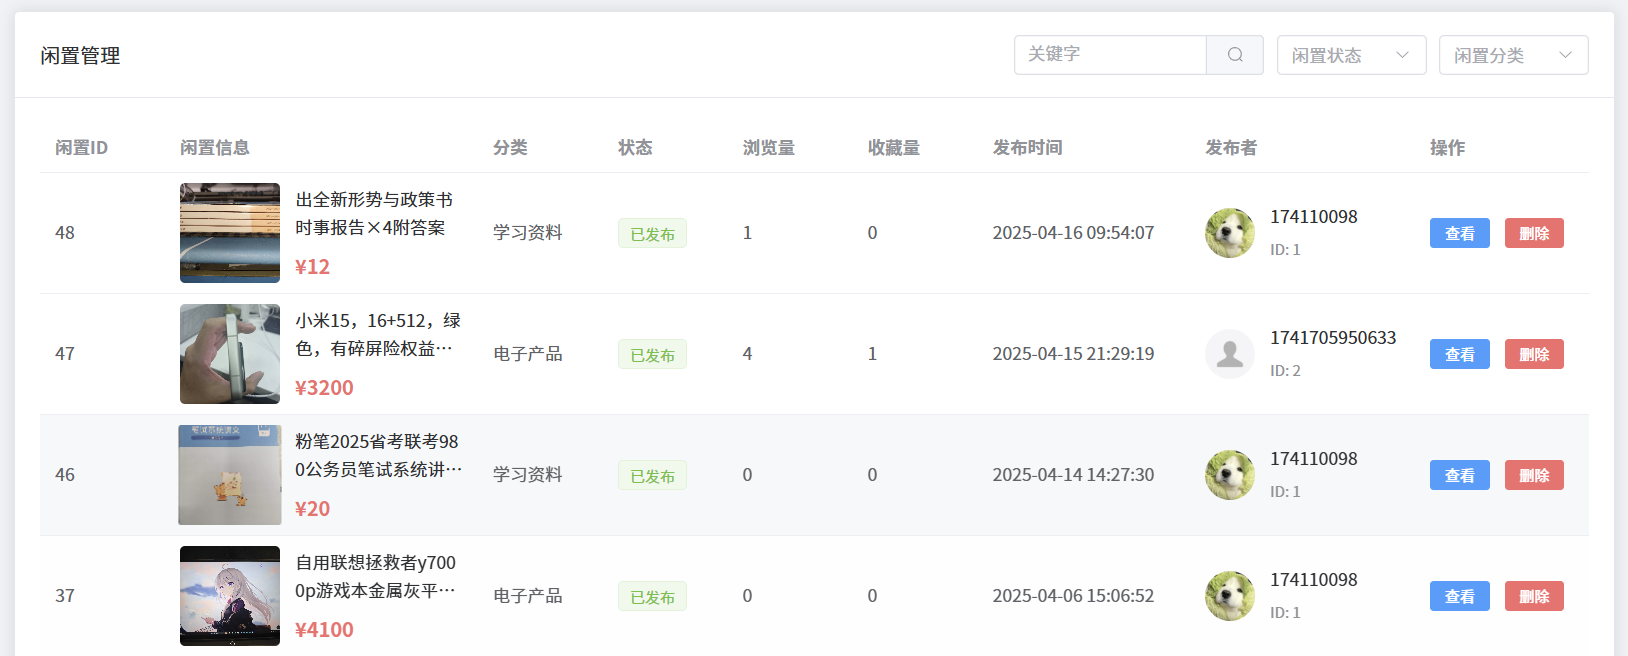 闲置管理
关键字
闲置状态
闲置分类
闲置ID 闲置信息 分类 状态 浏览量 收藏量 发布时间 发布者 操作
出全新形势与政策书
时事报告×4附答案
¥12
48 学习资料 已发布 1 0 2025-04-16 09:54:07
174110098
ID: 1
查看 删除
小米15，16+512，绿
色，有碎屏险权益…
¥3200
47 电子产品 已发布 4 1 2025-04-15 21:29:19
1741705950633
ID: 2
查看 删除
粉笔2025省考联考98
0公务员笔试系统讲…
¥20
46 学习资料 已发布 0 0 2025-04-14 14:27:30
174110098
ID: 1
查看 删除
自用联想拯救者y700
0p游戏本金属灰平…
¥4100
37 电子产品 已发布 0 0 2025-04-06 15:06:52
174110098
ID: 1
查看 删除